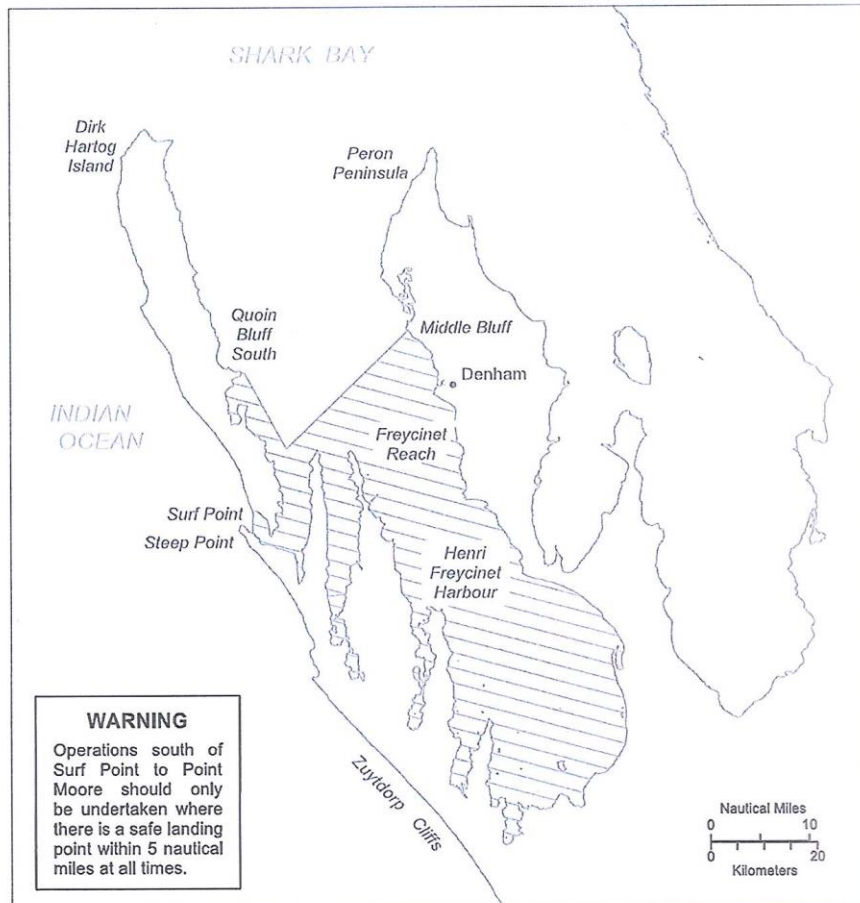 SHARK BAY
Dirk
Hartog
Island
Peron
Peninsula
Quoin
Bluff
South
Middle Bluff
Denham
INDIAN
OCEAN
Freycinet
Reach
Surf Point
Steep Point
Henri
Freycinet
Harbour
WARNING
Operations south of
Surf Point to Point
Moore should only
be undertaken where
there is a safe landing
point within 5 nautical
miles at all times.
Zuytdorp Cliffs
Nautical Miles
0 10
0 20
Kilometers